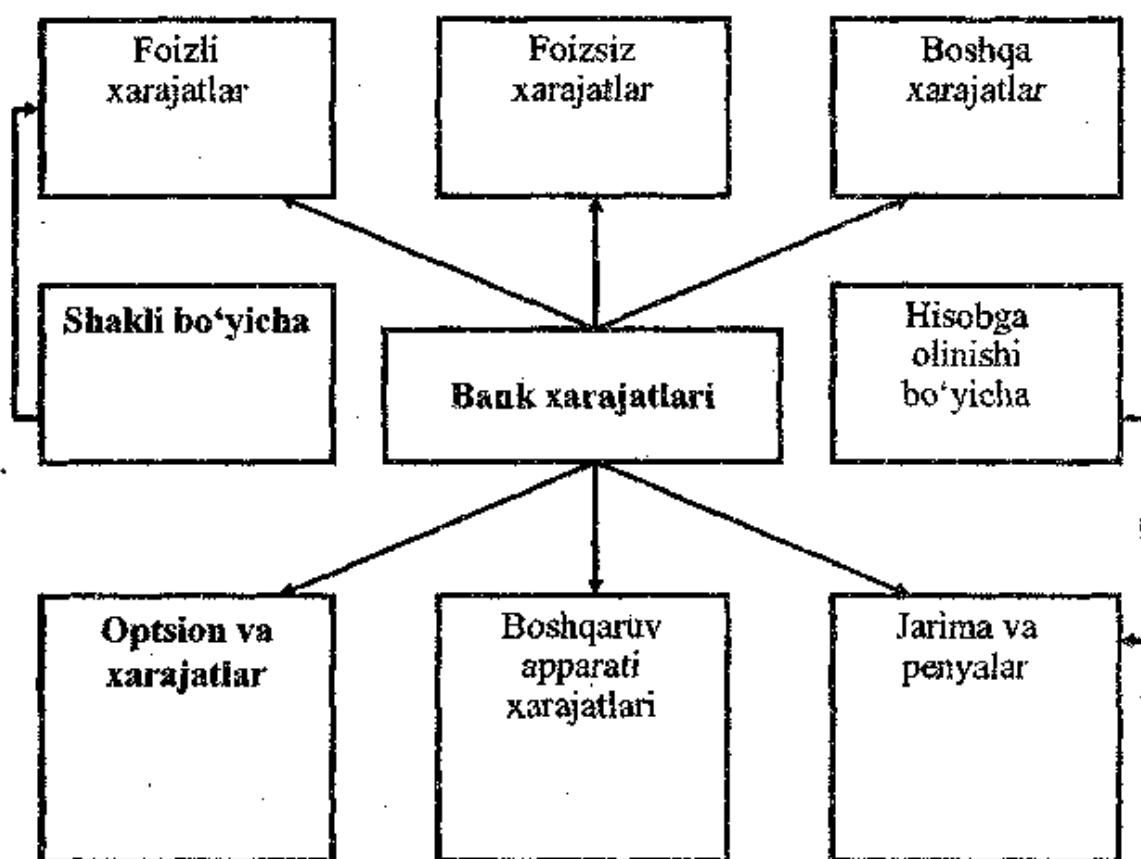 Foizli
xarajatlar
Foizsiz
xarajatlar
Boshqa
xarajatlar
Shakli bo‘yicha
Bank xarajatlari
Hisobga
olinishi
bo‘yicha
Optsion va
xarajatlar
Boshqaruv
apparati
xarajatlari
Jarima va
penyalar